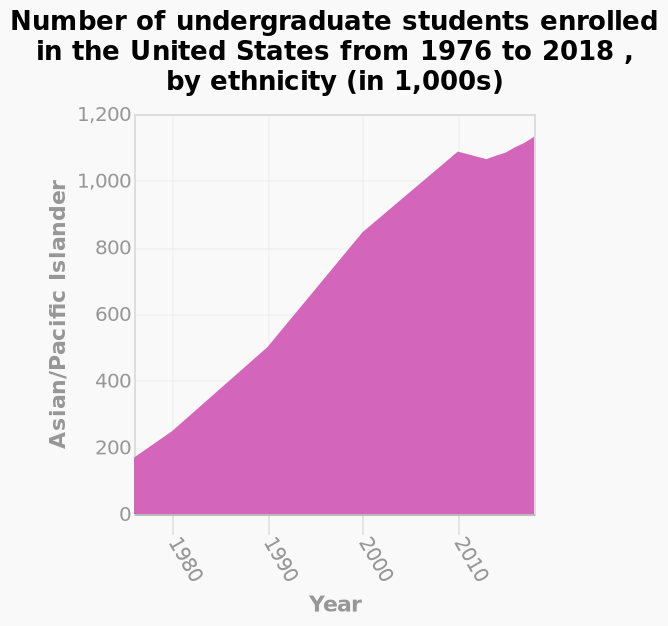 Number of undergraduate students enrolled
in the United States from 1976 to 2018 ,
by ethnicity (in 1,000s)
1,200
1,000
800
600
400
200
0
Asian/Pacific Islander
1980
1990
2000
2010
Year